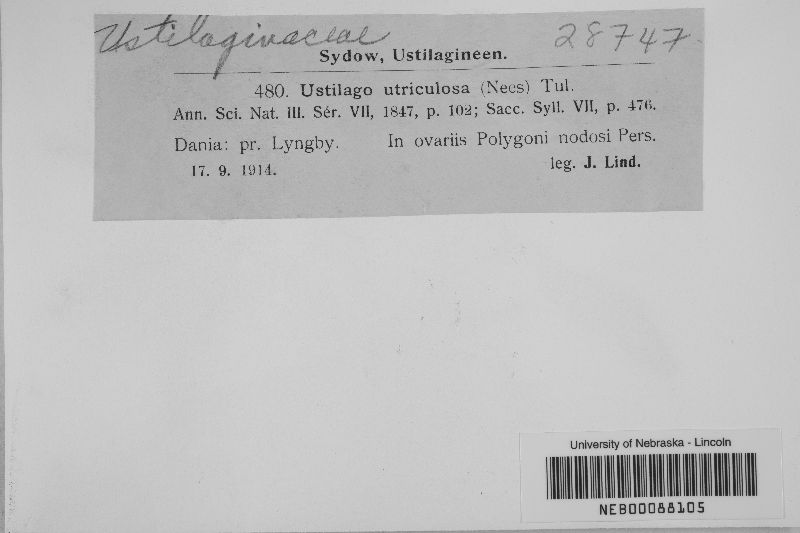 Ustilaginaceae 28747
Sydow, Ustilagineen.
480. Ustilago utriculosa (Nees) Tul.
Ann. Sci. Nat. III. Sér. VII, 1847, p. 102; Sacc. Syll. VII, p. 476.
Dania: pr. Lyngby. In ovariis Polygoni nodosi Pers.
17. 9. 1914. leg. J. Lind.
University of Nebraska - Lincoln
NEB00088105